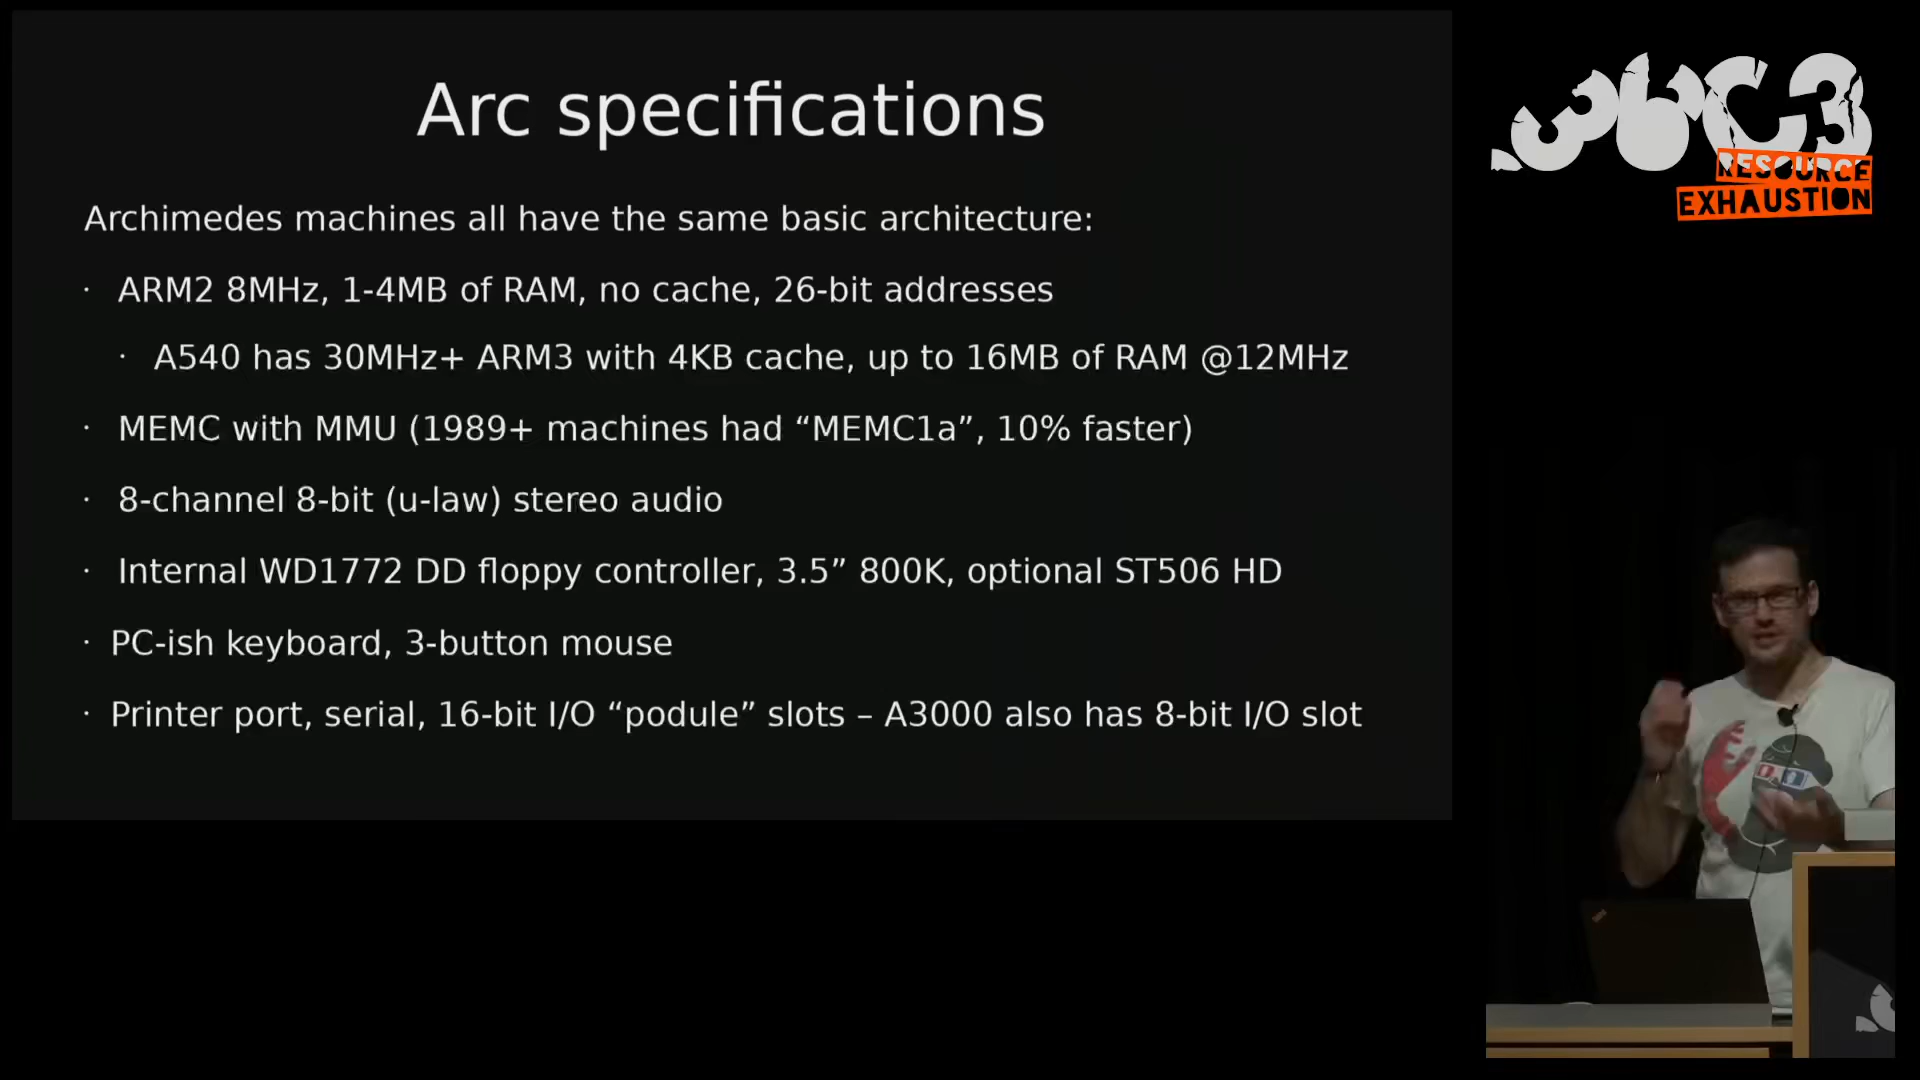 Arc specifications
Archimedes machines all have the same basic architecture:
· ARM2 8MHz, 1-4MB of RAM, no cache, 26-bit addresses
· A540 has 30MHz+ ARM3 with 4KB cache, up to 16MB of RAM @12MHz
· MEMC with MMU (1989+ machines had “MEMC1a”, 10% faster)
· 8-channel 8-bit (u-law) stereo audio
· Internal WD1772 DD floppy controller, 3.5” 800K, optional ST506 HD
· PC-ish keyboard, 3-button mouse
· Printer port, serial, 16-bit I/O “podule” slots – A3000 also has 8-bit I/O slot
36C3
RESOURCE
EXHAUSTION